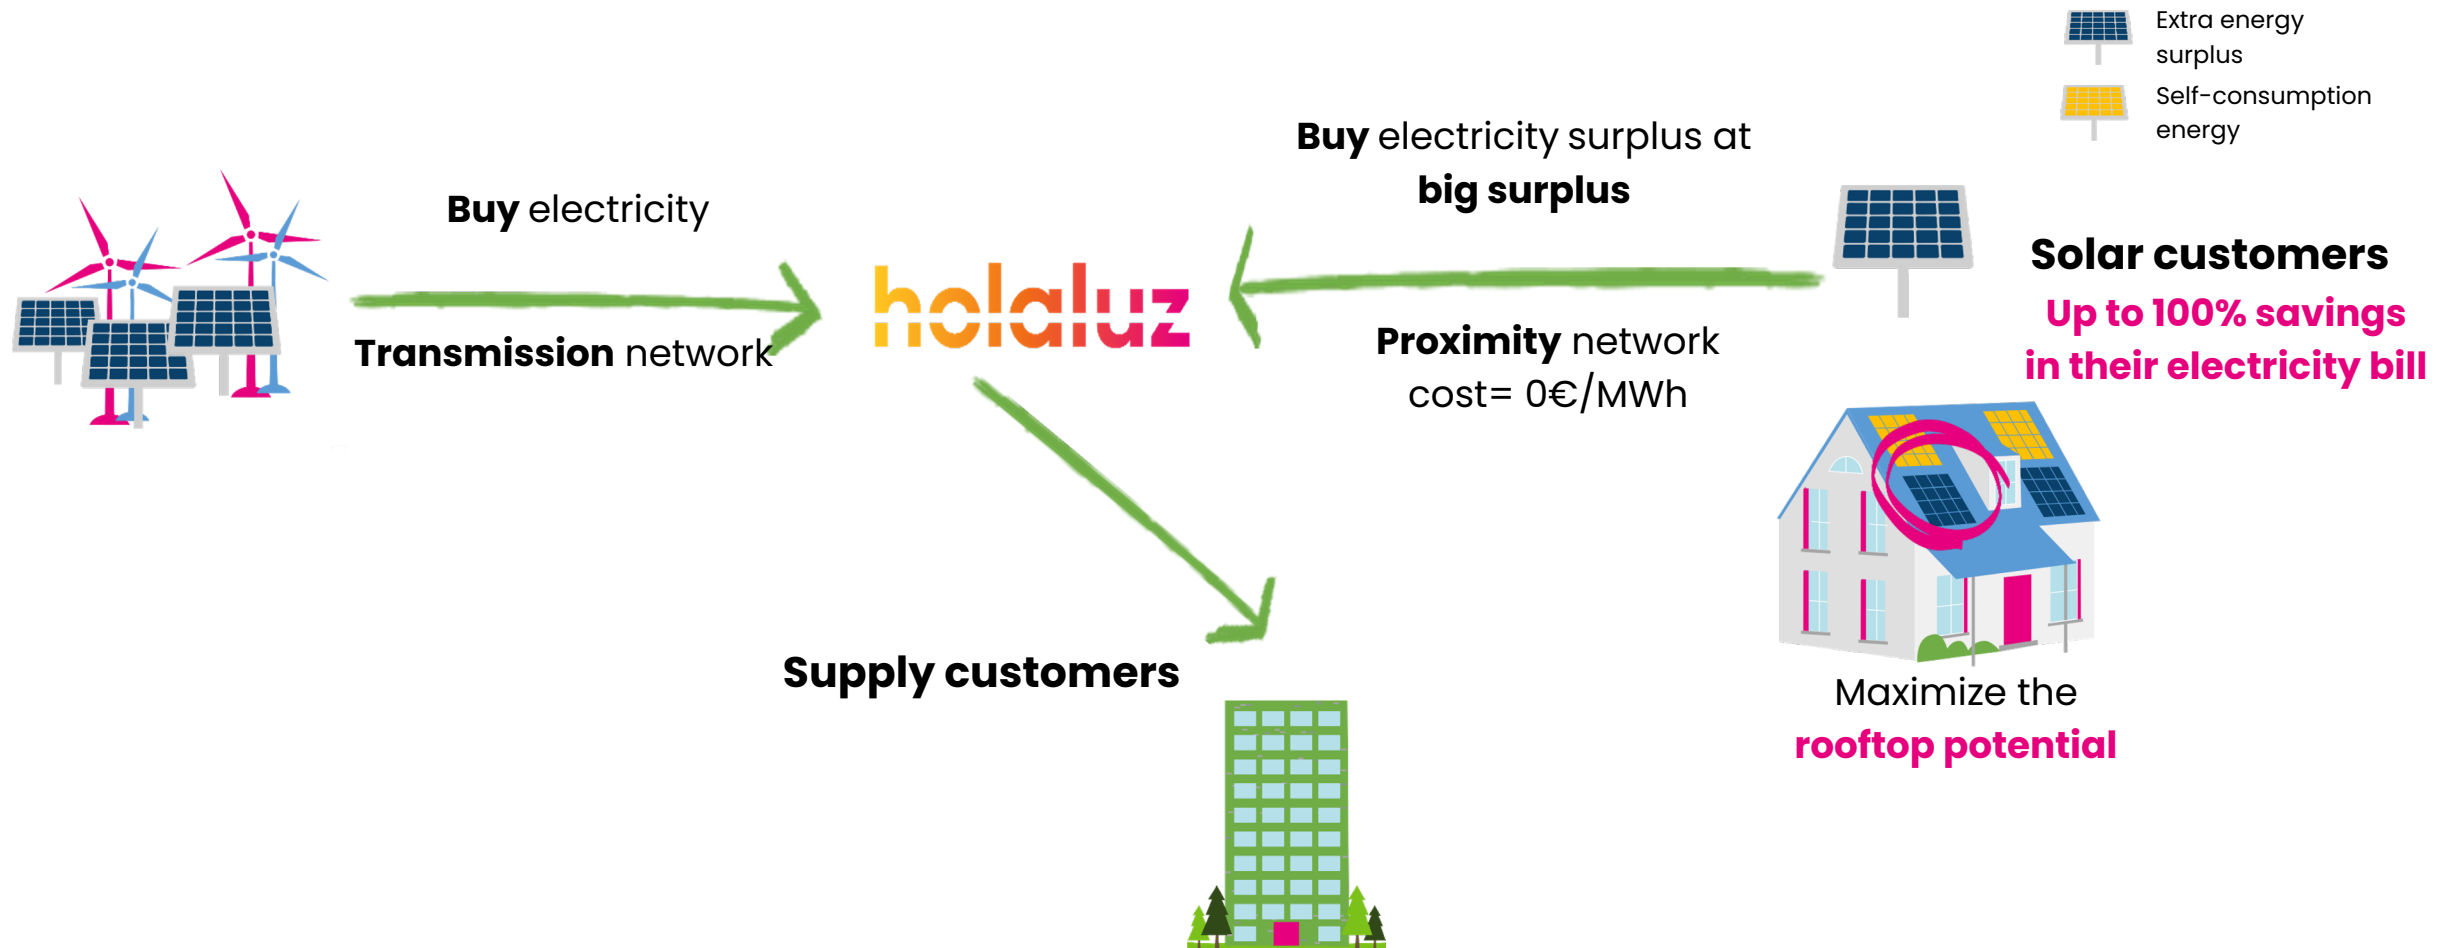 Extra energy
surplus
Self-consumption
energy
Buy electricity surplus at
big surplus
Buy electricity
Transmission network
holaluz
Proximity network
cost= 0€/MWh
Solar customers
Up to 100% savings
in their electricity bill
Supply customers
Maximize the
rooftop potential